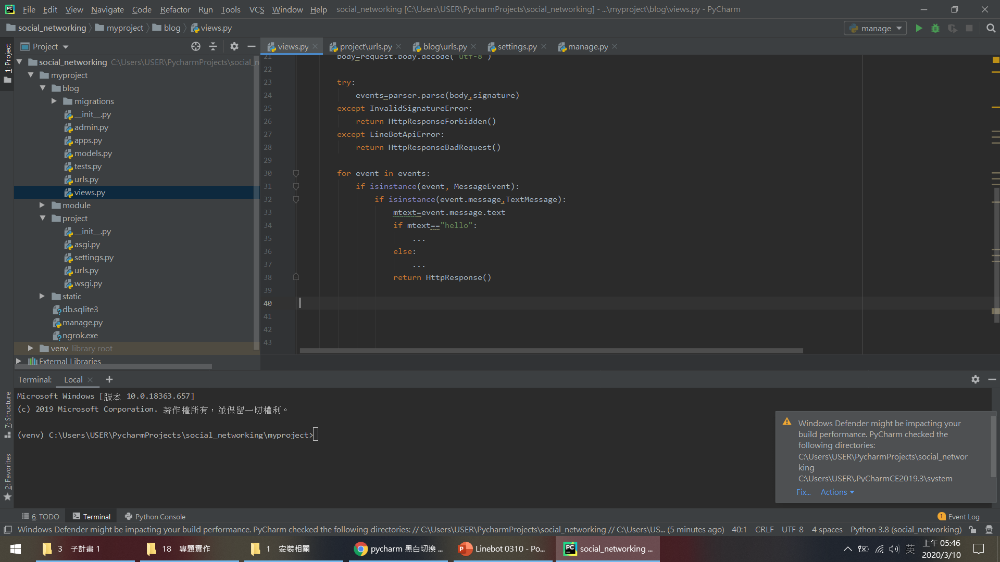 File Edit View Navigate Code Refactor Run Tools VCS Window Help social_networking [C:\Users\USER\PycharmProjects\social_networking] - ...\myproject\blog\views.py - PyCharm
social_networking myproject blog views.py manage
Project views.py project\urls.py blog\urls.py settings.py manage.py
1: Project
social_networking C:\Users\USER\PycharmProjects\social_n
myproject
blog
migrations
__init__.py
admin.py
apps.py
models.py
tests.py
urls.py
views.py
module
project
__init__.py
asgi.py
settings.py
urls.py
wsgi.py
static
db.sqlite3
manage.py
ngrok.exe
venv library root
External Libraries
21 body=request.body.decode('utf-8')
22
23 try:
24 events=parser.parse(body,signature)
25 except InvalidSignatureError:
26 return HttpResponseForbidden()
27 except LineBotApiError:
28 return HttpResponseBadRequest()
29
30 for event in events:
31 if isinstance(event, MessageEvent):
32 if isinstance(event.message,TextMessage):
33 mtext=event.message.text
34 if mtext=="hello":
35 ...
36 else:
37 ...
38 return HttpResponse()
39
40
41
42
43
Terminal: Local
Microsoft Windows [版本 10.0.18363.657]
(c) 2019 Microsoft Corporation. 著作權所有，並保留一切權利。
(venv) C:\Users\USER\PycharmProjects\social_networking\myproject>
7: Structure
2: Favorites
Windows Defender might be impacting your
build performance. PyCharm checked the
following directories:
C:\Users\USER\PycharmProjects\social_networ
king
C:\Users\USER\.PyCharmCE2019.3\system
Fix... Actions
6: TODO Terminal Python Console 1 Event Log
Windows Defender might be impacting your build performance. PyCharm checked the following directories: // C:\Users\USER\PycharmProjects\social_networking // C:\Users\US... (5 minutes ago) 40:1 CRLF UTF-8 4 spaces Python 3.8 (social_networking)
3 子計畫 1 18 專題實作 1 安裝相關 pycharm 黑白切換 ... Linebot 0310 - Po... social_networking ... 英 上午 05:46
2020/3/10